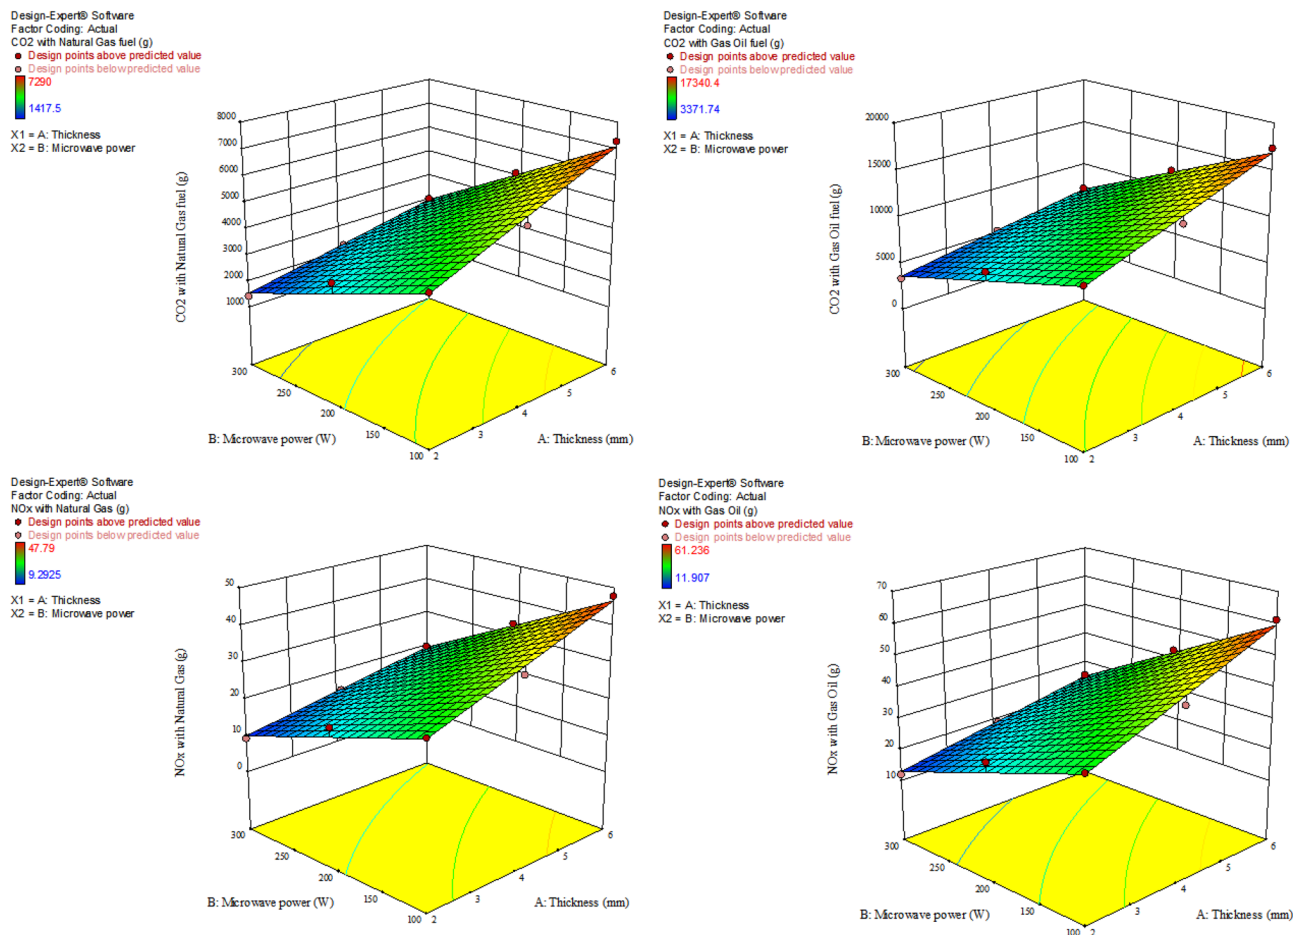 Design-Expert® Software
Factor Coding: Actual
CO2 with Natural Gas fuel (g)
Design points above predicted value
Design points below predicted value
7290
1417.5
X1 = A: Thickness
X2 = B: Microwave power
8000
7000
6000
5000
4000
3000
2000
1000
CO2 with Natural Gas fuel (g)
300
250
200
150
100
B: Microwave power (W)
2
3
4
5
6
A: Thickness (mm)
Design-Expert® Software
Factor Coding: Actual
CO2 with Gas Oil fuel (g)
Design points above predicted value
Design points below predicted value
17340.4
3371.74
X1 = A: Thickness
X2 = B: Microwave power
20000
15000
10000
5000
0
CO2 with Gas Oil fuel (g)
300
250
200
150
100
B: Microwave power (W)
2
3
4
5
6
A: Thickness (mm)
Design-Expert® Software
Factor Coding: Actual
NOx with Natural Gas (g)
Design points above predicted value
Design points below predicted value
47.79
9.2925
X1 = A: Thickness
X2 = B: Microwave power
50
40
30
20
10
0
NOx with Natural Gas (g)
300
250
200
150
100
B: Microwave power (W)
2
3
4
5
6
A: Thickness (mm)
Design-Expert® Software
Factor Coding: Actual
NOx with Gas Oil (g)
Design points above predicted value
Design points below predicted value
61.236
11.907
X1 = A: Thickness
X2 = B: Microwave power
70
60
50
40
30
20
10
NOx with Gas Oil (g)
300
250
200
150
100
B: Microwave power (W)
2
3
4
5
6
A: Thickness (mm)